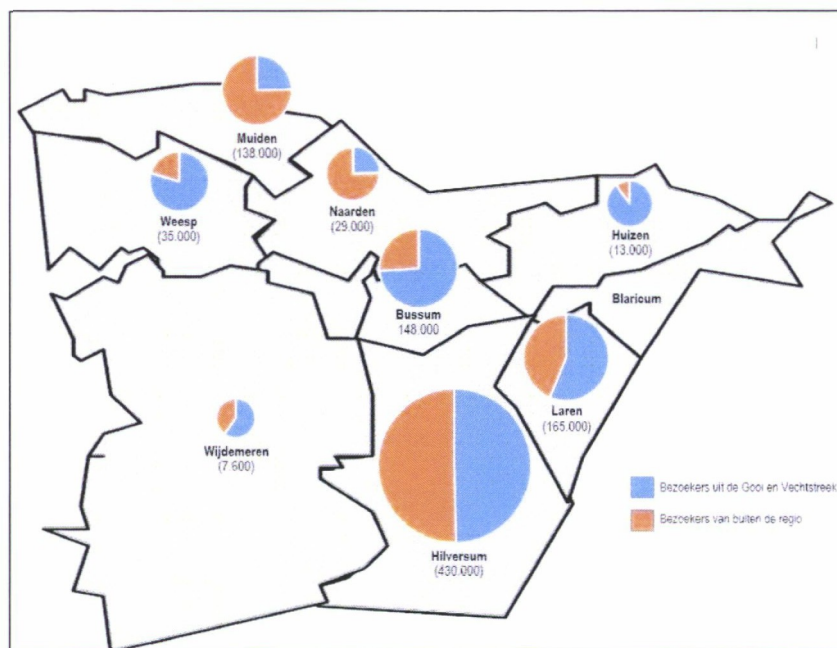 Muiden
(138.000)
Weesp
(35.000)
Naarden
(29.000)
Huizen
(13.000)
Bussum
148.000
Blaricum
Laren
(165.000)
Wijdemeren
(7.600)
Hilversum
(430.000)
Bezoekers uit de Gooi en Vechtstreek
Bezoekers van buiten de regio